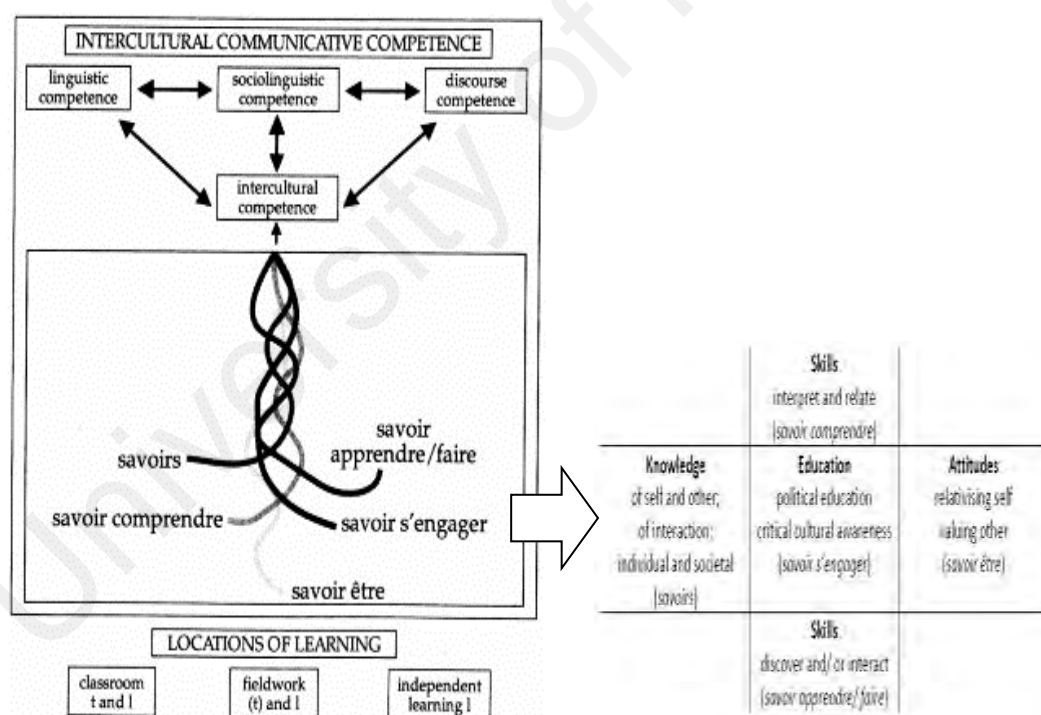 INTERCULTURAL COMMUNICATIVE COMPETENCE
linguistic
competence
sociolinguistic
competence
discourse
competence
intercultural
competence
savoirs
savoir
apprendre/faire
savoir comprendre
savoir s'engager
savoir être
LOCATIONS OF LEARNING
classroom
t and l
fieldwork
(t) and l
independent
learning l
Skills
interpret and relate
(savoir comprendre)
Knowledge
of self and other;
of interaction;
individual and societal
(savoirs)
Education
political education
critical cultural awareness
(savoir s'engager)
Attitudes
relativising self
valuing other
(savoir être)
Skills
discover and/ or interact
(savoir apprendre/ faire)
University of